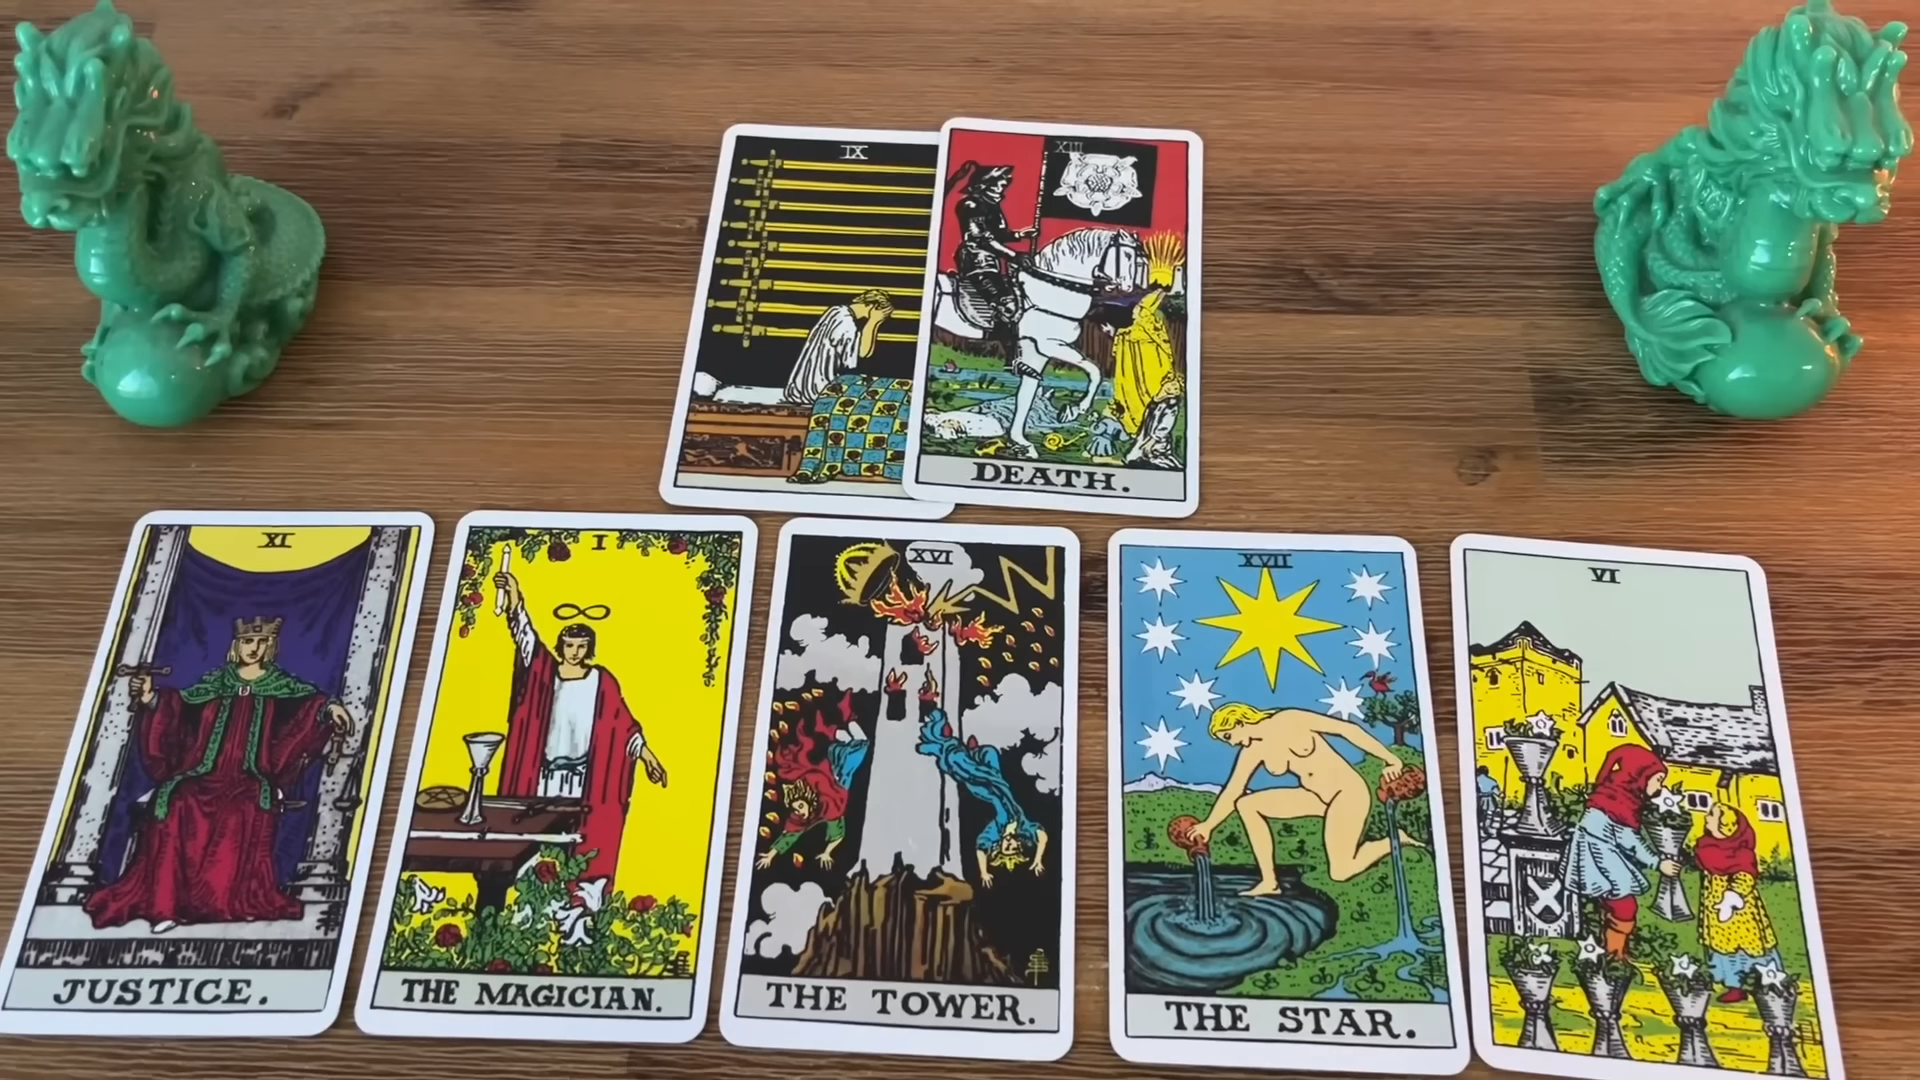 IX
XIII
DEATH.
XI
JUSTICE.
I
THE MAGICIAN.
XVI
THE TOWER.
XVII
THE STAR.
VI